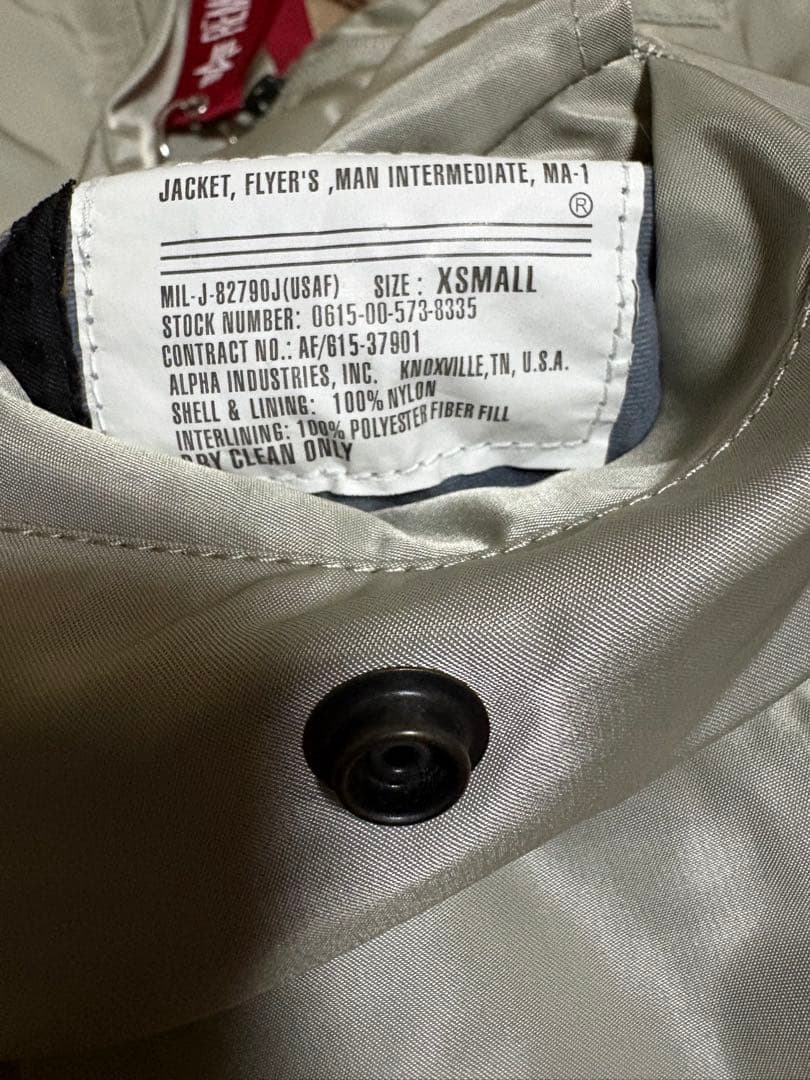 JACKET, FLYER'S ,MAN INTERMEDIATE, MA-1
®
MIL-J-82790J(USAF) SIZE : XSMALL
STOCK NUMBER: 0615-00-573-8335
CONTRACT NO.: AF/615-37901
ALPHA INDUSTRIES, INC. KNOXVILLE,TN, U.S.A.
SHELL & LINING: 100% NYLON
INTERLINING: 100% POLYESTER FIBER FILL
DRY CLEAN ONLY